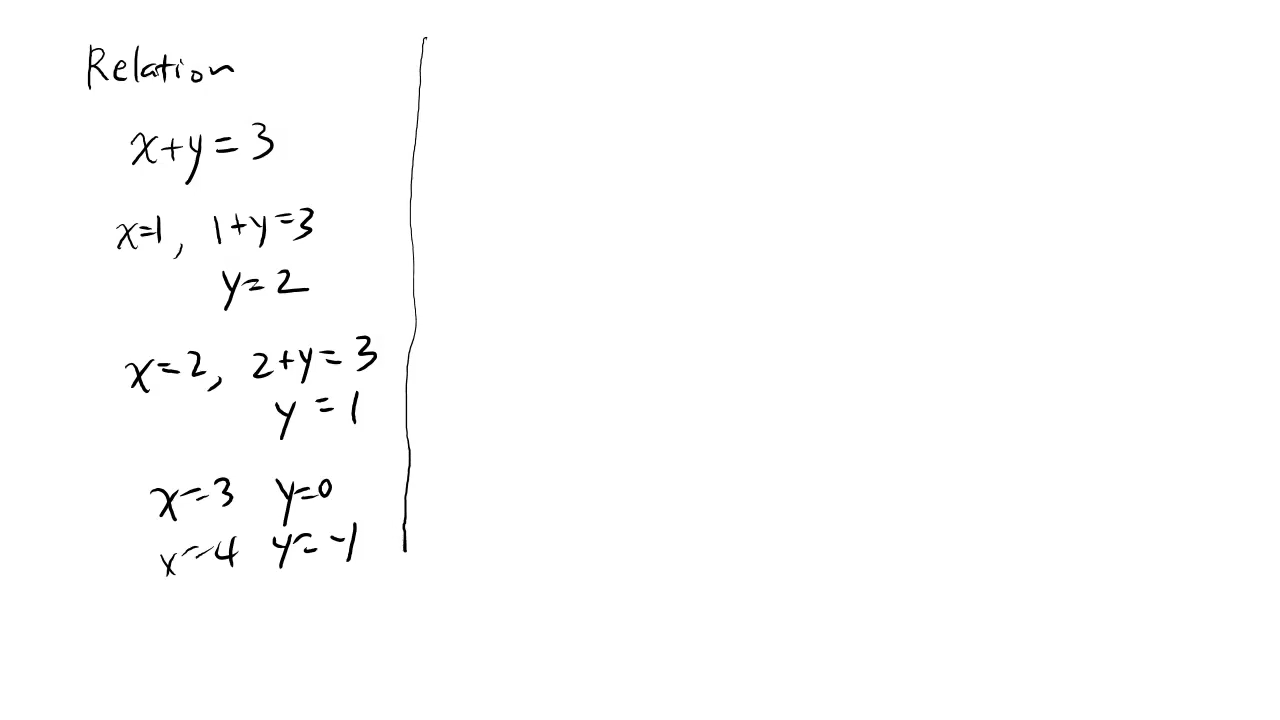 Relation
x+y=3
x=1, 1+y=3
y=2
x=2, 2+y=3
y=1
x=3 y=0
x=4 y=-1